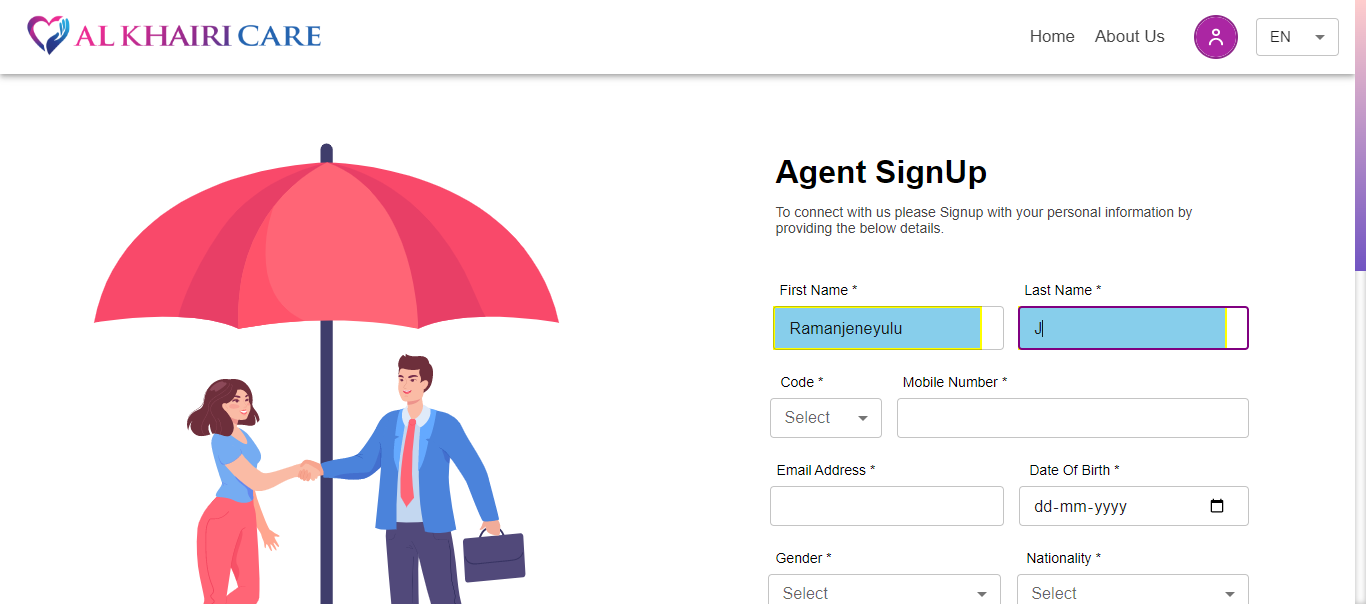 AL KHAIRI CARE
Home About Us EN
Agent SignUp
To connect with us please Signup with your personal information by
providing the below details.
First Name * Last Name *
Ramanjeneyulu J
Code * Mobile Number *
Select
Email Address * Date Of Birth *
dd-mm-yyyy
Gender * Nationality *
Select Select